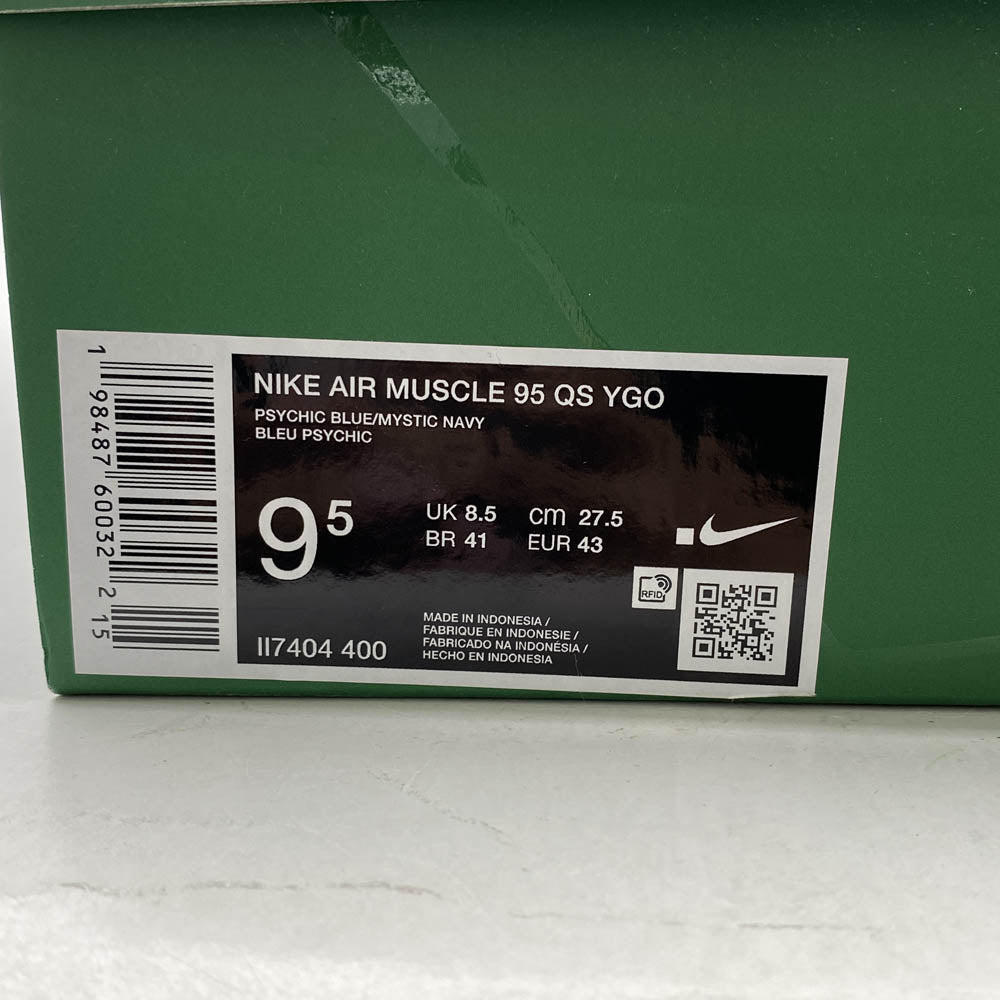 NIKE AIR MUSCLE 95 QS YGO
PSYCHIC BLUE/MYSTIC NAVY
BLEU PSYCHIC
9⁵
UK 8.5 cm 27.5
BR 41 EUR 43
RFID
II7404 400
MADE IN INDONESIA /
FABRIQUE EN INDONESIE /
FABRICADO NA INDONÉSIA /
HECHO EN INDONESIA
1 98487 60032 2 15